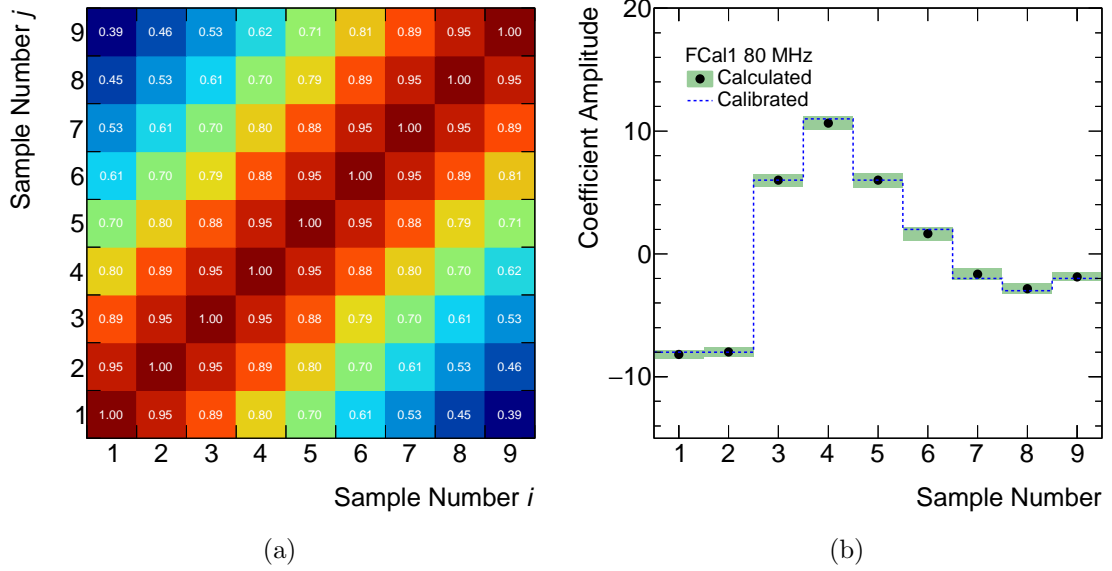 Sample Number j
9 0.39 0.46 0.53 0.62 0.71 0.81 0.89 0.95 1.00
8 0.45 0.53 0.61 0.70 0.79 0.89 0.95 1.00 0.95
7 0.53 0.61 0.70 0.80 0.88 0.95 1.00 0.95 0.89
6 0.61 0.70 0.79 0.88 0.95 1.00 0.95 0.89 0.81
5 0.70 0.80 0.88 0.95 1.00 0.95 0.88 0.79 0.71
4 0.80 0.89 0.95 1.00 0.95 0.88 0.80 0.70 0.62
3 0.89 0.95 1.00 0.95 0.88 0.79 0.70 0.61 0.53
2 0.95 1.00 0.95 0.89 0.80 0.70 0.61 0.53 0.46
1 1.00 0.95 0.89 0.80 0.70 0.61 0.53 0.45 0.39
1 2 3 4 5 6 7 8 9
Sample Number i
(a)
Coefficient Amplitude
20
10
0
−10
FCal1 80 MHz
Calculated
Calibrated
1 2 3 4 5 6 7 8 9
Sample Number
(b)